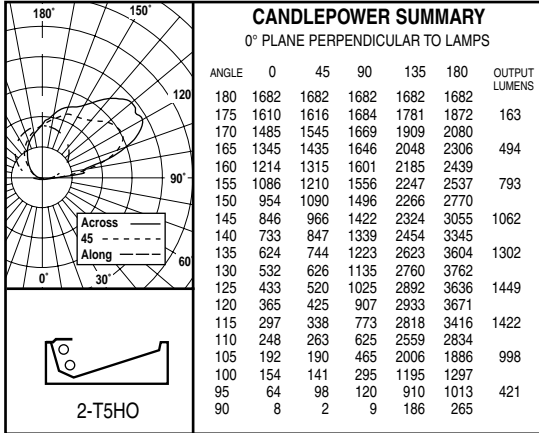 180°
150°
120
90°
60
30°
0°
Across
45
Along
2-T5HO
CANDLEPOWER SUMMARY
0° PLANE PERPENDICULAR TO LAMPS
ANGLE 0 45 90 135 180 OUTPUT LUMENS
180 1682 1682 1682 1682 1682
175 1610 1616 1684 1781 1872 163
170 1485 1545 1669 1909 2080
165 1345 1435 1646 2048 2306 494
160 1214 1315 1601 2185 2439
155 1086 1210 1556 2247 2537 793
150 954 1090 1496 2266 2770
145 846 966 1422 2324 3055 1062
140 733 847 1339 2454 3345
135 624 744 1223 2623 3604 1302
130 532 626 1135 2760 3762
125 433 520 1025 2892 3636 1449
120 365 425 907 2933 3671
115 297 338 773 2818 3416 1422
110 248 263 625 2559 2834
105 192 190 465 2006 1886 998
100 154 141 295 1195 1297
95 64 98 120 910 1013 421
90 8 2 9 186 265